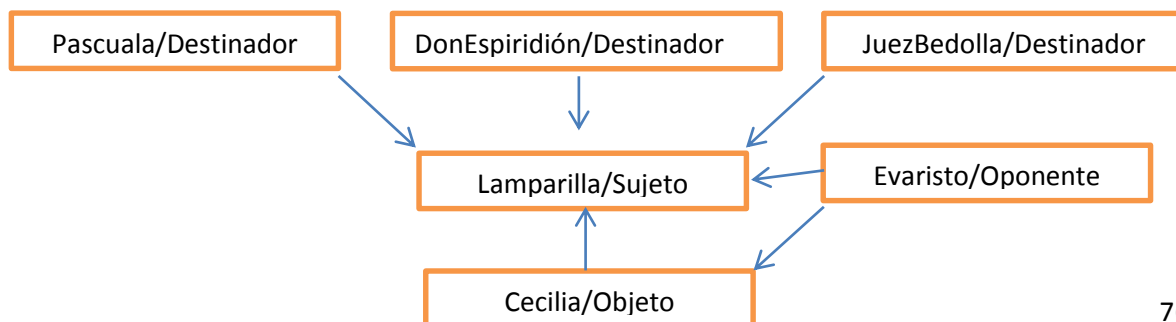 Pascuala/Destinador
DonEspiridión/Destinador
JuezBedolla/Destinador
Lamparilla/Sujeto
Evaristo/Oponente
Cecilia/Objeto
7